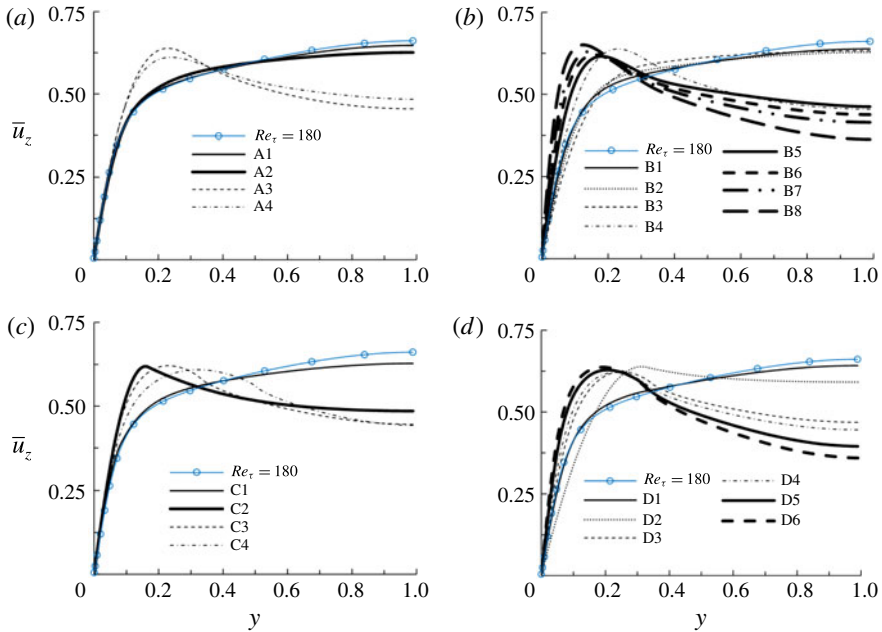 (a)
0.75
0.50
0.25
u̅_z
Re_τ = 180
A1
A2
A3
A4
0 0.2 0.4 0.6 0.8 1.0
(b)
0.75
0.50
0.25
Re_τ = 180
B1
B2
B3
B4
B5
B6
B7
B8
0 0.2 0.4 0.6 0.8 1.0
(c)
0.75
0.50
0.25
u̅_z
Re_τ = 180
C1
C2
C3
C4
0 0.2 0.4 0.6 0.8 1.0
y
(d)
0.75
0.50
0.25
Re_τ = 180
D1
D2
D3
D4
D5
D6
0 0.2 0.4 0.6 0.8 1.0
y